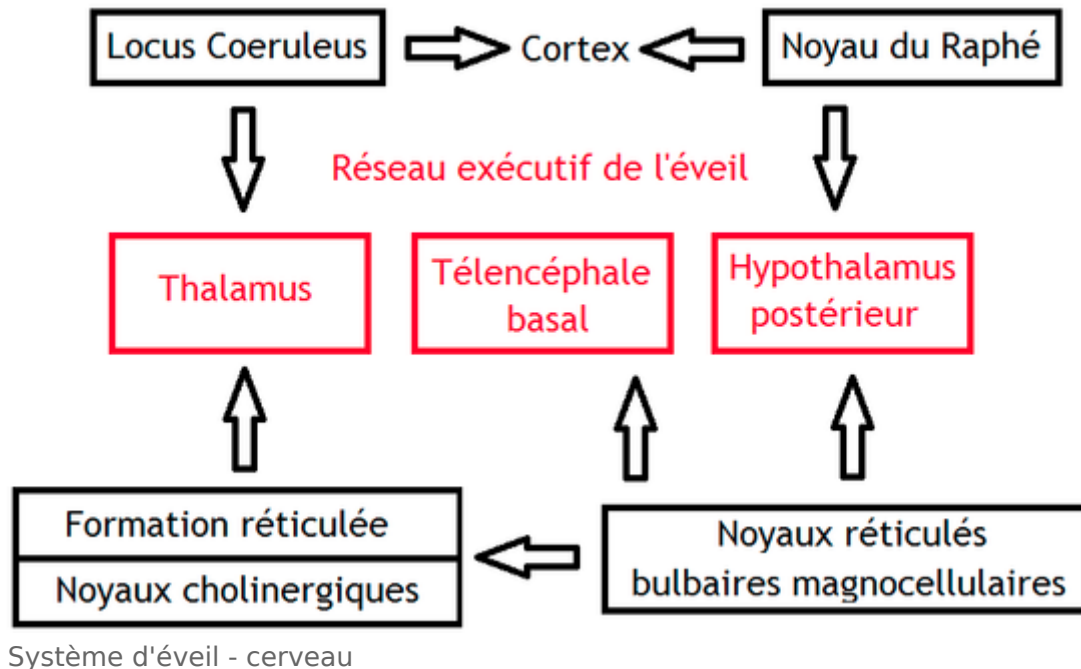 Locus Coeruleus
Cortex
Noyau du Raphé
Réseau exécutif de l'éveil
Thalamus
Télencéphale
basal
Hypothalamus
postérieur
Formation réticulée
Noyaux cholinergiques
Noyaux réticulés
bulbaires magnocellulaires
Système d'éveil - cerveau